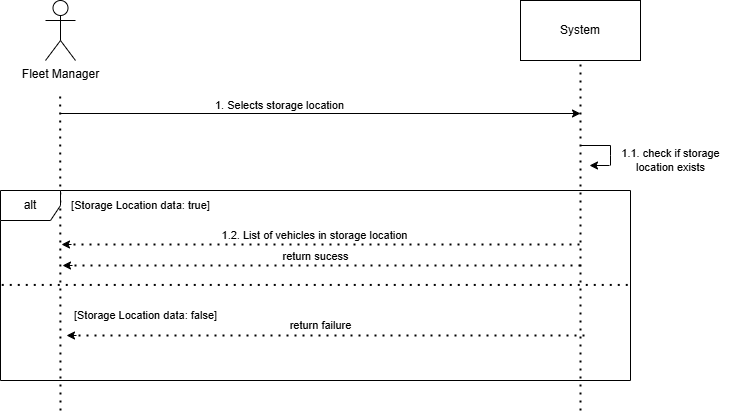 System
Fleet Manager
1. Selects storage location
1.1. check if storage
location exists
alt
[Storage Location data: true]
1.2. List of vehicles in storage location
return sucess
[Storage Location data: false]
return failure